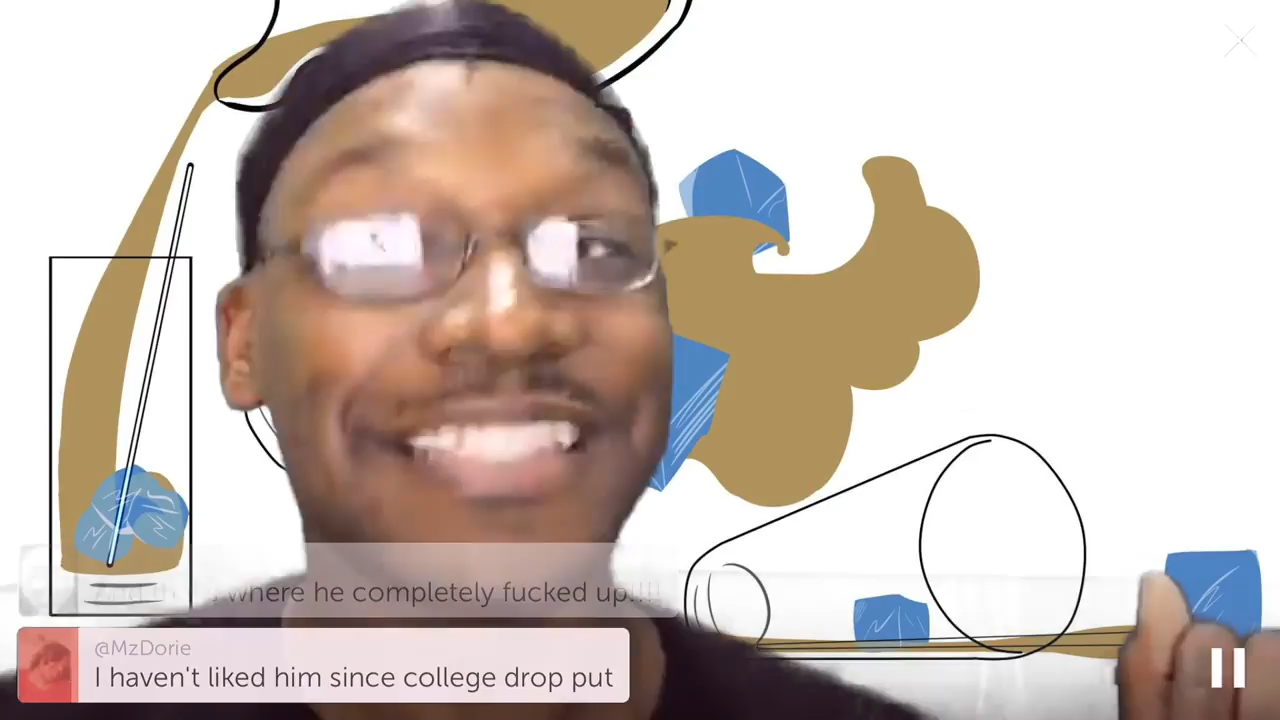 where he completely fucked up!!!!
@MzDorie
I haven't liked him since college drop put